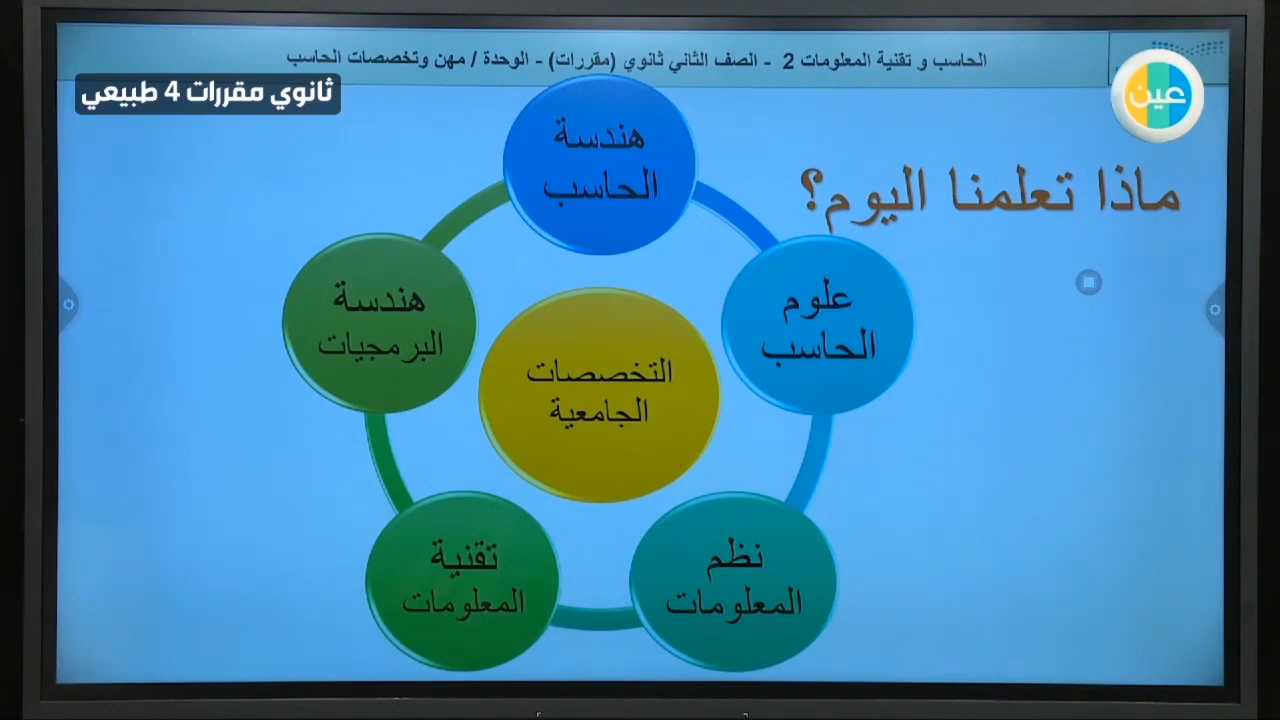 الحاسب و تقنية المعلومات 2 - الصف الثاني ثانوي (مقررات) - الوحدة / مهن وتخصصات الحاسب
ثانوي مقررات 4 طبيعي
عين
ماذا تعلمنا اليوم؟
هندسة
الحاسب
علوم
الحاسب
نظم
المعلومات
تقنية
المعلومات
هندسة
البرمجيات
التخصصات
الجامعية